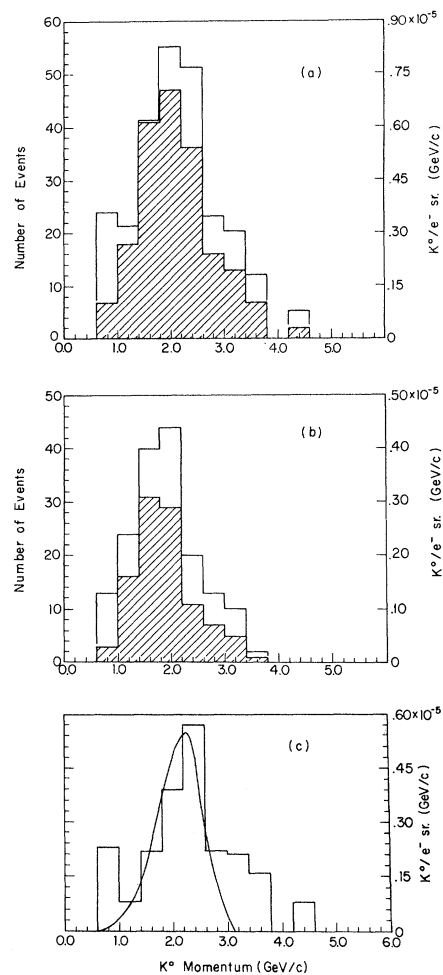 60
50
40
30
20
10
0
Number of Events
(a)
.90×10⁻⁵
.75
.60
.45
.30
.15
0
K°/e⁻ sr. (GeV/c)
0.0 1.0 2.0 3.0 4.0 5.0
50
40
30
20
10
0
Number of Events
(b)
.50×10⁻⁵
.40
.30
.20
.10
0
K°/e⁻ sr. (GeV/c)
0.0 1.0 2.0 3.0 4.0 5.0
(c)
.60×10⁻⁵
.45
.30
.15
0
K°/e⁻ sr. (GeV/c)
0.0 1.0 2.0 3.0 4.0 5.0 6.0
K° Momentum (GeV/c)